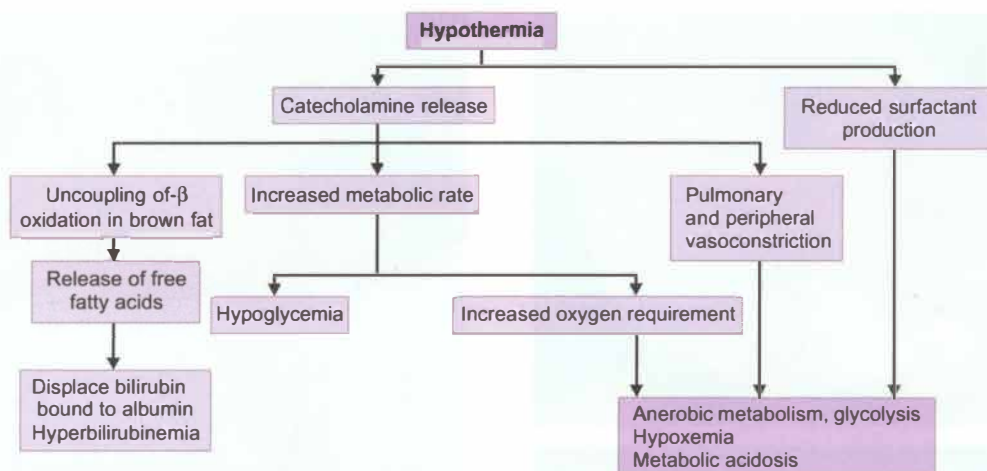 Hypothermia
Catecholamine release
Reduced surfactant
production
Uncoupling of-β
oxidation in brown fat
Increased metabolic rate
Pulmonary
and peripheral
vasoconstriction
Release of free
fatty acids
Hypoglycemia
Increased oxygen requirement
Displace bilirubin
bound to albumin
Hyperbilirubinemia
Anerobic metabolism, glycolysis
Hypoxemia
Metabolic acidosis